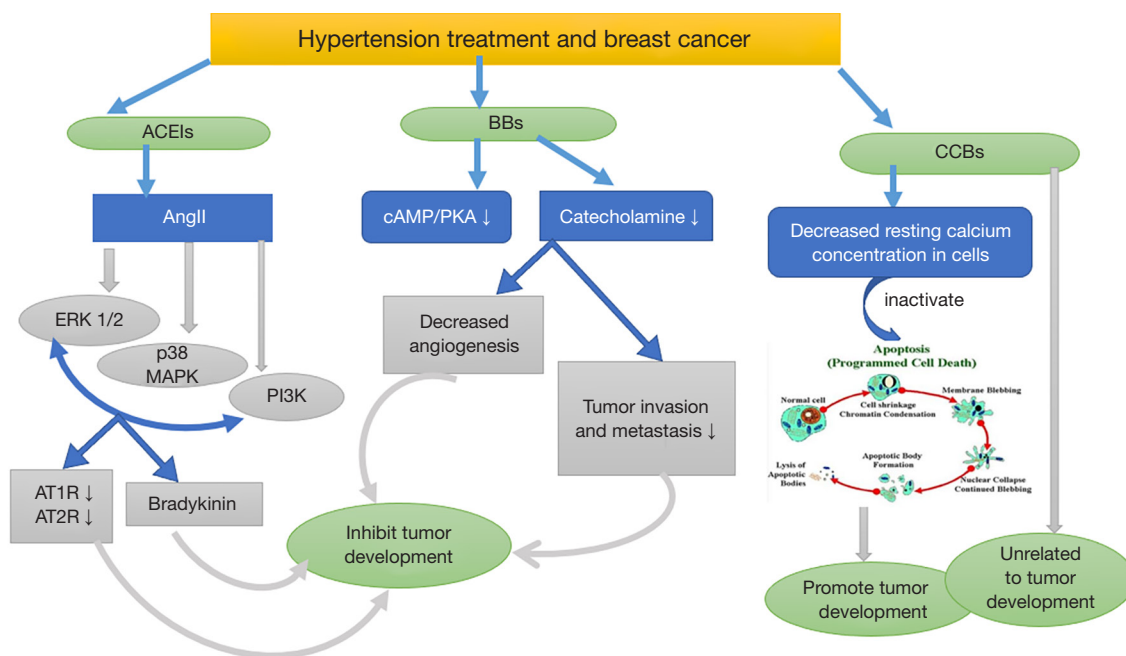 Hypertension treatment and breast cancer
ACEIs
BBs
CCBs
AngII
cAMP/PKA ↓
Catecholamine ↓
Decreased resting calcium
concentration in cells
inactivate
ERK 1/2
p38
MAPK
PI3K
Decreased
angiogenesis
Tumor invasion
and metastasis ↓
Apoptosis
(Programmed Cell Death)
Normal cell
Cell shrinkage
Chromatin Condensation
Membrane Blebbing
Nuclear Collapse
Continued Blebbing
Apoptotic Body
Formation
Lysis of
Apoptotic
Bodies
AT1R ↓
AT2R ↓
Bradykinin
Inhibit tumor
development
Promote tumor
development
Unrelated
to tumor
development